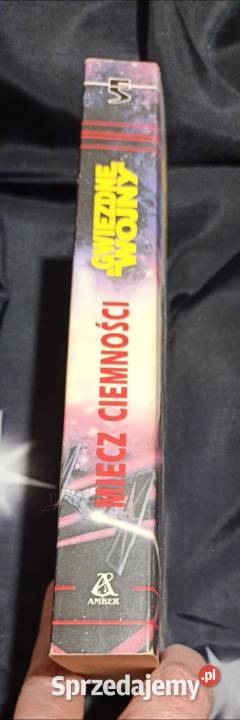 GWIEZDNE
WOJNY
MIECZ CIEMNOŚCI
AMBER
Sprzedajemy.pl